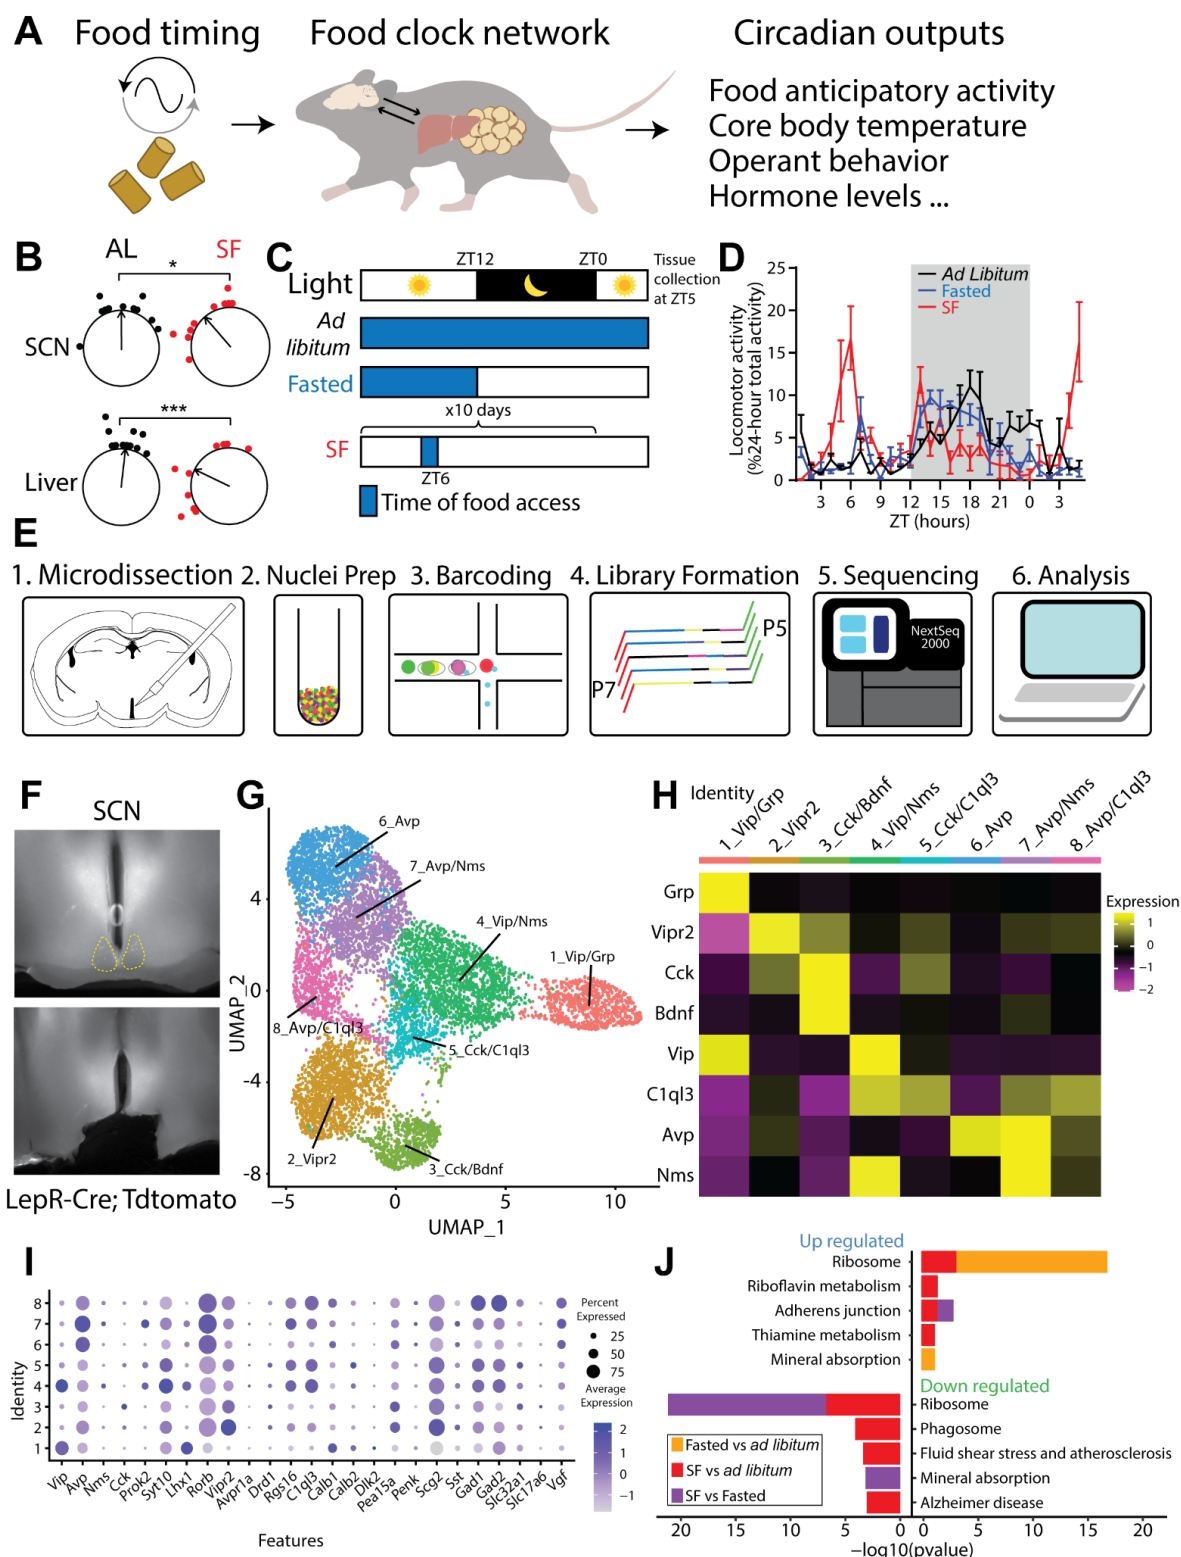 A
Food timing
Food clock network
Circadian outputs
Food anticipatory activity
Core body temperature
Operant behavior
Hormone levels ...
B
AL
SF
*
SCN
***
Liver
C
ZT12
ZT0
Light
Tissue
collection
at ZT5
Ad
libitum
Fasted
x10 days
SF
ZT6
Time of food access
D
Ad Libitum
Fasted
SF
Locomotor activity
(%24-hour total activity)
25
20
15
10
5
0
3 6 9 12 15 18 21 0 3
ZT (hours)
E
1. Microdissection
2. Nuclei Prep
3. Barcoding
4. Library Formation
5. Sequencing
6. Analysis
P5
P7
NextSeq
2000
F
SCN
LepR-Cre; Tdtomato
G
6_Avp
7_Avp/Nms
4_Vip/Nms
1_Vip/Grp
8_Avp/C1ql3
5_Cck/C1ql3
2_Vipr2
3_Cck/Bdnf
UMAP_2
4
0
-4
-8
−5 0 5 10
UMAP_1
H
Identity
1_Vip/Grp
2_Vipr2
3_Cck/Bdnf
4_Vip/Nms
5_Cck/C1ql3
6_Avp
7_Avp/Nms
8_Avp/C1ql3
Grp
Vipr2
Cck
Bdnf
Vip
C1ql3
Avp
Nms
Expression
1
0
−1
−2
I
Identity
8
7
6
5
4
3
2
1
Vip Avp Nms Cck Prok2 Syt10 Lhx1 Rorb Vipr2 Avpr1a Drd1 Rgs16 C1ql3 Calb1 Calb2 Dlk2 Pea15a Penk Scg2 Sst Gad1 Gad2 Slc32a1 Slc17a6 Vgf
Features
Percent
Expressed
25
50
75
Average
Expression
2
1
0
−1
J
Up regulated
Ribosome
Riboflavin metabolism
Adherens junction
Thiamine metabolism
Mineral absorption
Down regulated
Ribosome
Phagosome
Fluid shear stress and atherosclerosis
Mineral absorption
Alzheimer disease
Fasted vs ad libitum
SF vs ad libitum
SF vs Fasted
20 15 10 5 0 0 5 10 15 20
−log10(pvalue)